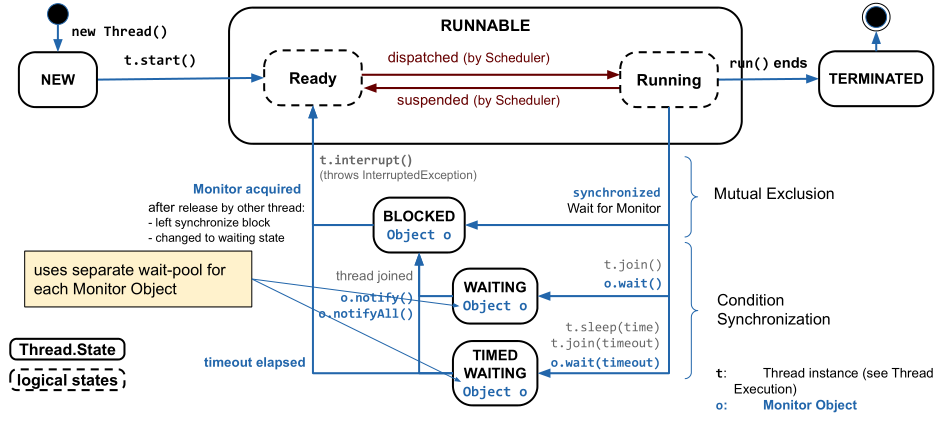 RUNNABLE
new Thread()
t.start()
NEW
Ready
dispatched (by Scheduler)
suspended (by Scheduler)
Running
run() ends
TERMINATED
t.interrupt()
(throws InterruptedException)
Monitor acquired
after release by other thread:
- left synchronize block
- changed to waiting state
synchronized
Wait for Monitor
Mutual Exclusion
BLOCKED
Object o
uses separate wait-pool for
each Monitor Object
thread joined
o.notify()
o.notifyAll()
WAITING
Object o
t.join()
o.wait()
Condition
Synchronization
t.sleep(time)
t.join(timeout)
o.wait(timeout)
timeout elapsed
TIMED
WAITING
Object o
Thread.State
logical states
t: Thread instance (see Thread
Execution)
o: Monitor Object